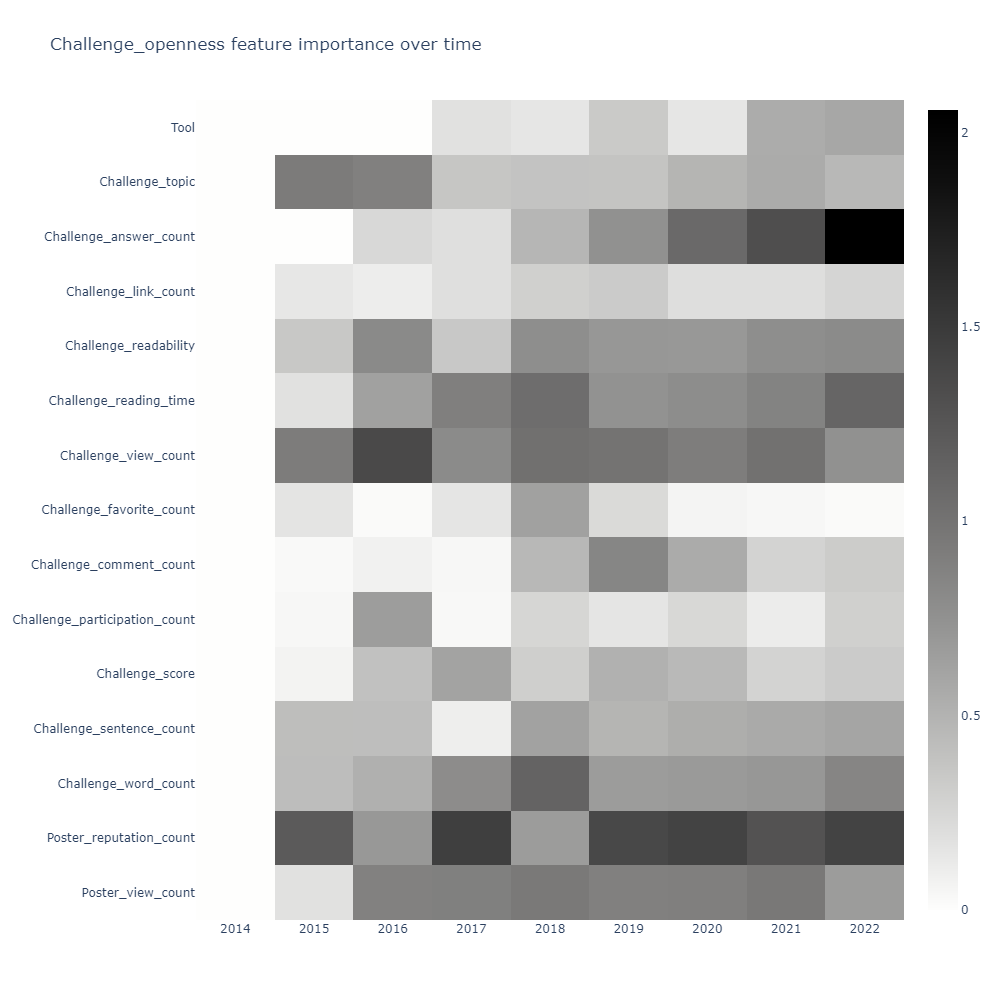 Challenge_openness feature importance over time
Tool
Challenge_topic
Challenge_answer_count
Challenge_link_count
Challenge_readability
Challenge_reading_time
Challenge_view_count
Challenge_favorite_count
Challenge_comment_count
Challenge_participation_count
Challenge_score
Challenge_sentence_count
Challenge_word_count
Poster_reputation_count
Poster_view_count
2014 2015 2016 2017 2018 2019 2020 2021 2022
2
1.5
1
0.5
0